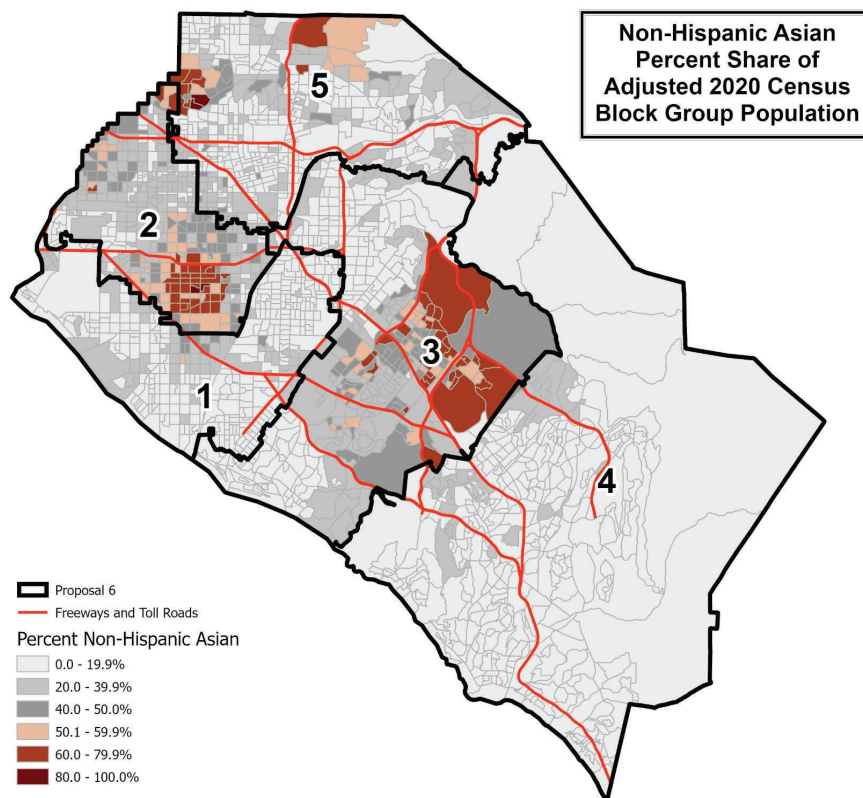 Non-Hispanic Asian
Percent Share of
Adjusted 2020 Census
Block Group Population
5
2
3
1
4
Proposal 6
Freeways and Toll Roads
Percent Non-Hispanic Asian
0.0 - 19.9%
20.0 - 39.9%
40.0 - 50.0%
50.1 - 59.9%
60.0 - 79.9%
80.0 - 100.0%